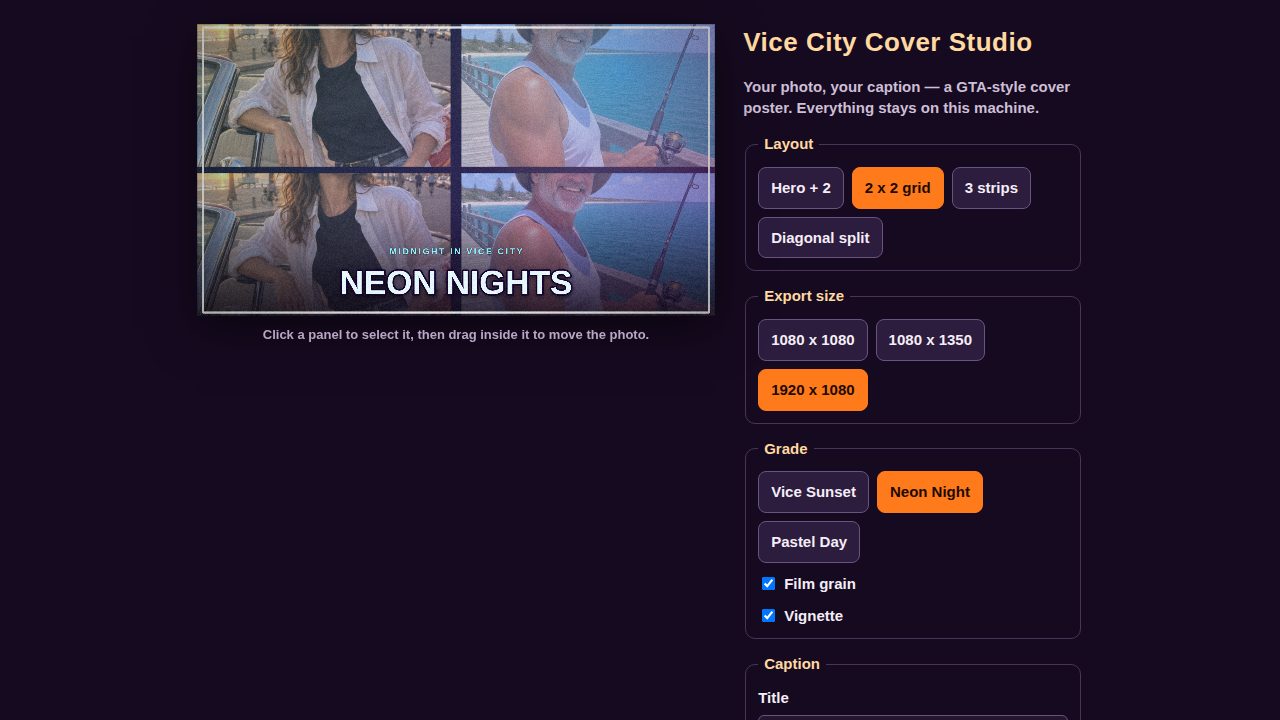 MIDNIGHT IN VICE CITY
NEON NIGHTS
Click a panel to select it, then drag inside it to move the photo.
Vice City Cover Studio
Your photo, your caption — a GTA-style cover
poster. Everything stays on this machine.
Layout
Hero + 2
2 x 2 grid
3 strips
Diagonal split
Export size
1080 x 1080
1080 x 1350
1920 x 1080
Grade
Vice Sunset
Neon Night
Pastel Day
Film grain
Vignette
Caption
Title